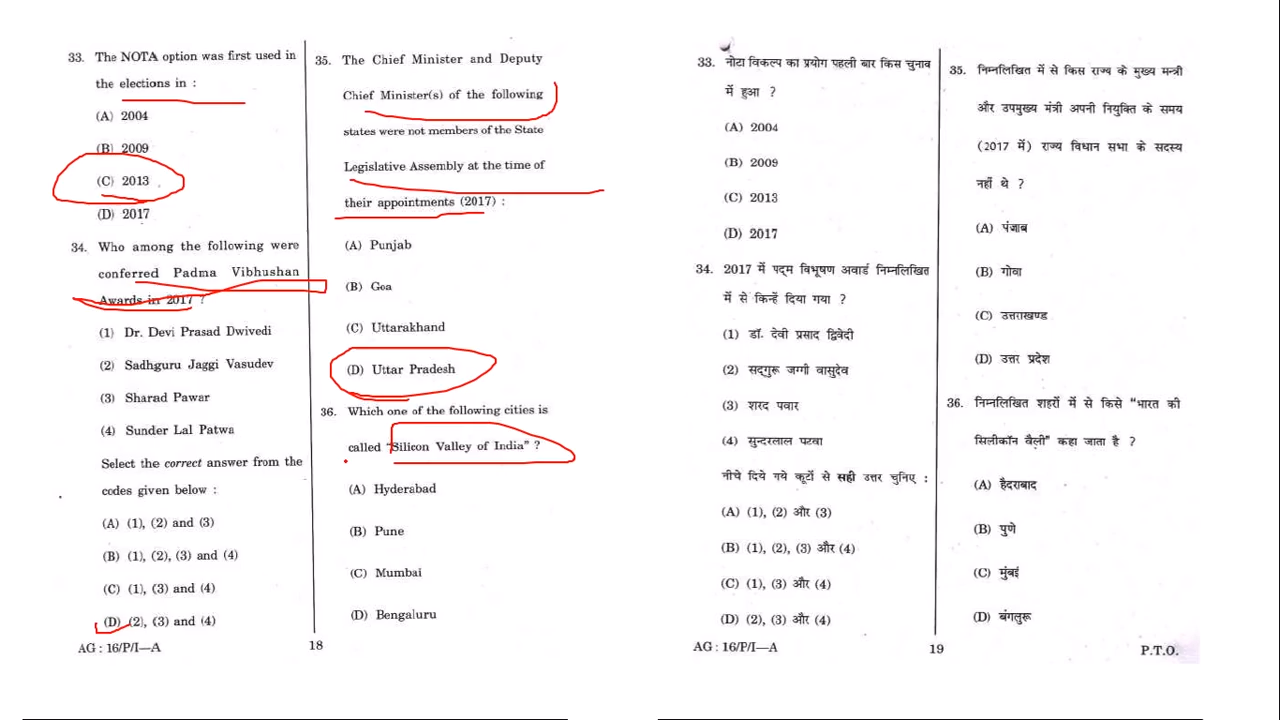 33. The NOTA option was first used in
the elections in :
(A) 2004
(B) 2009
(C) 2013
(D) 2017
34. Who among the following were
conferred Padma Vibhushan
Awards in 2017 ?
(1) Dr. Devi Prasad Dwivedi
(2) Sadhguru Jaggi Vasudev
(3) Sharad Pawar
(4) Sunder Lal Patwa
Select the correct answer from the
codes given below :
(A) (1), (2) and (3)
(B) (1), (2), (3) and (4)
(C) (1), (3) and (4)
(D) (2), (3) and (4)
AG : 16/P/I—A
35. The Chief Minister and Deputy
Chief Minister(s) of the following
states were not members of the State
Legislative Assembly at the time of
their appointments (2017) :
(A) Punjab
(B) Goa
(C) Uttarakhand
(D) Uttar Pradesh
36. Which one of the following cities is
called “Silicon Valley of India” ?
(A) Hyderabad
(B) Pune
(C) Mumbai
(D) Bengaluru
18
33. नोटा विकल्प का प्रयोग पहली बार किस चुनाव
में हुआ ?
(A) 2004
(B) 2009
(C) 2013
(D) 2017
34. 2017 में पद्म विभूषण अवार्ड निम्नलिखित
में से किन्हें दिया गया ?
(1) डॉ. देवी प्रसाद द्विवेदी
(2) सद्गुरू जग्गी वासुदेव
(3) शरद पवार
(4) सुन्दरलाल पटवा
नीचे दिये गये कूटों से सही उत्तर चुनिए :
(A) (1), (2) और (3)
(B) (1), (2), (3) और (4)
(C) (1), (3) और (4)
(D) (2), (3) और (4)
AG : 16/P/I—A
35. निम्नलिखित में से किस राज्य के मुख्य मन्त्री
और उपमुख्य मंत्री अपनी नियुक्ति के समय
(2017 में) राज्य विधान सभा के सदस्य
नहीं थे ?
(A) पंजाब
(B) गोवा
(C) उत्तराखण्ड
(D) उत्तर प्रदेश
36. निम्नलिखित शहरों में से किसे “भारत की
सिलीकॉन वैली” कहा जाता है ?
(A) हैदराबाद
(B) पुणे
(C) मुंबई
(D) बंगलुरू
19
P.T.O.